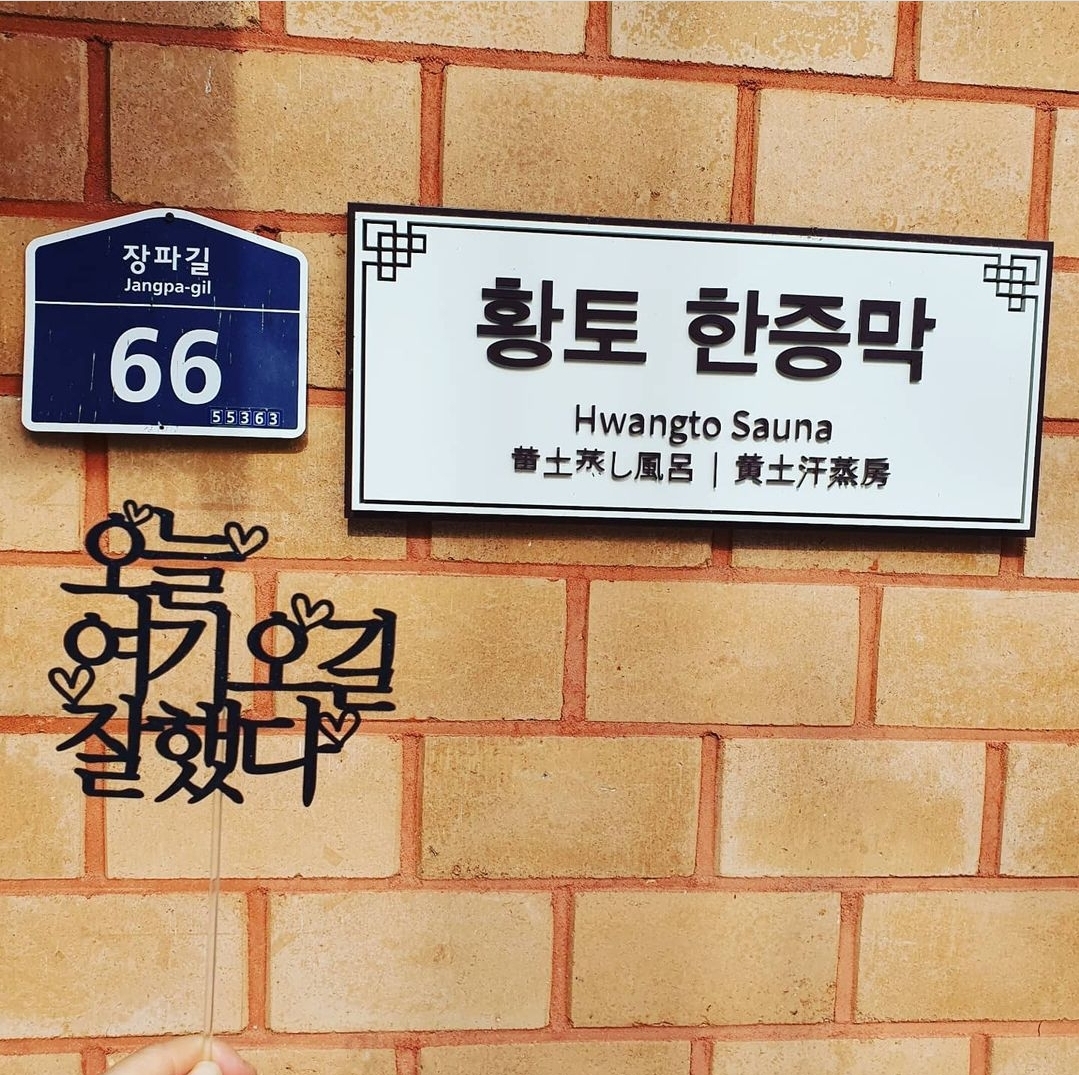 장파길
Jangpa-gil
66
55363
황토 한증막
Hwangto Sauna
黄土蒸し風呂 | 黄土汗蒸房
오늘
여기 오길
잘했다